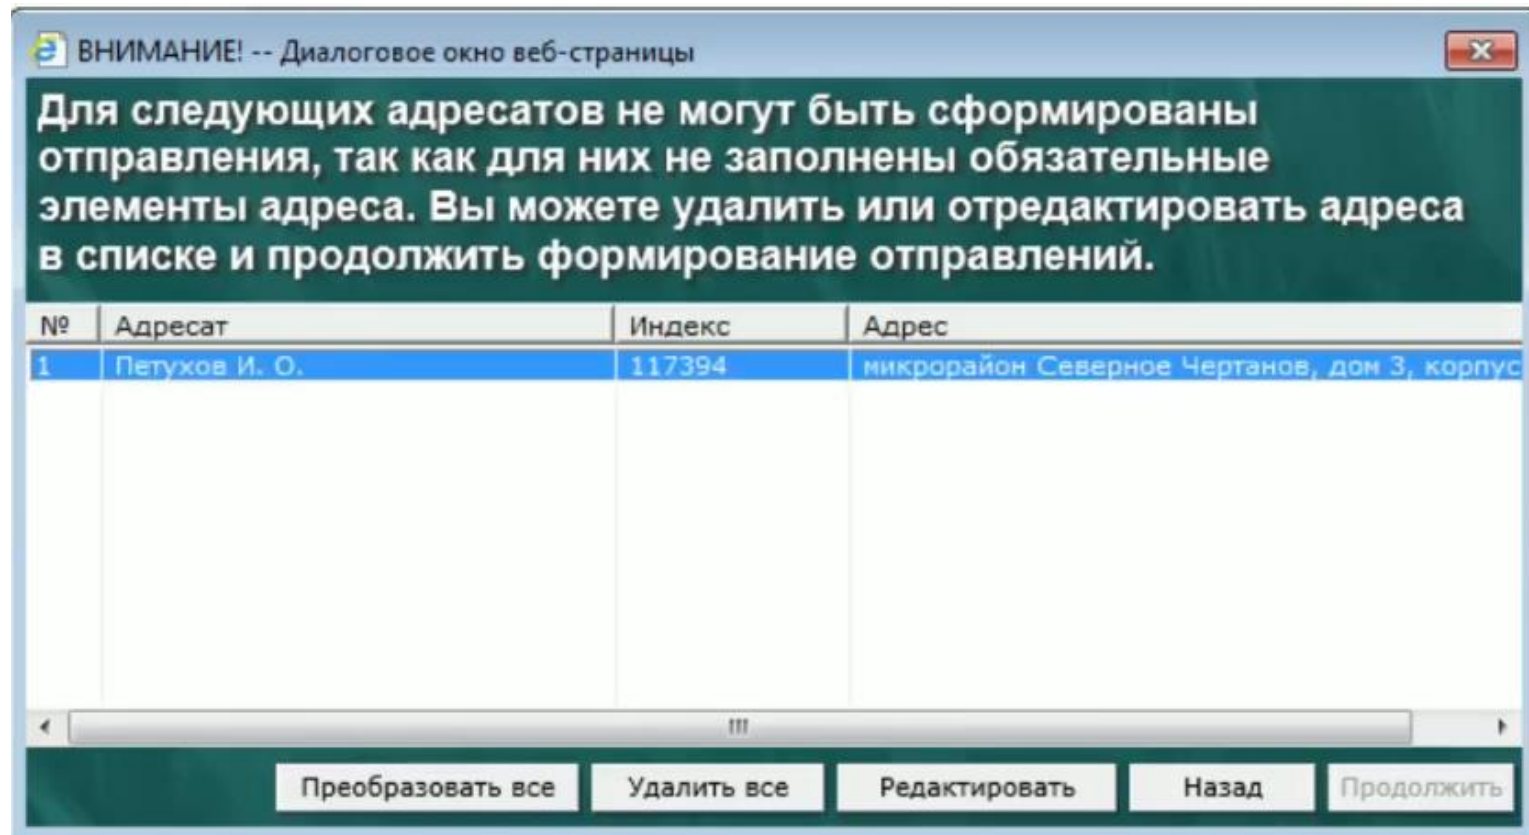 ВНИМАНИЕ! -- Диалоговое окно веб-страницы
Для следующих адресатов не могут быть сформированы
отправления, так как для них не заполнены обязательные
элементы адреса. Вы можете удалить или отредактировать адреса
в списке и продолжить формирование отправлений.
№ Адресат Индекс Адрес
1 Петухов И. О. 117394 микрорайон Северное Чертанов, дом 3, корпус
Преобразовать все Удалить все Редактировать Назад Продолжить